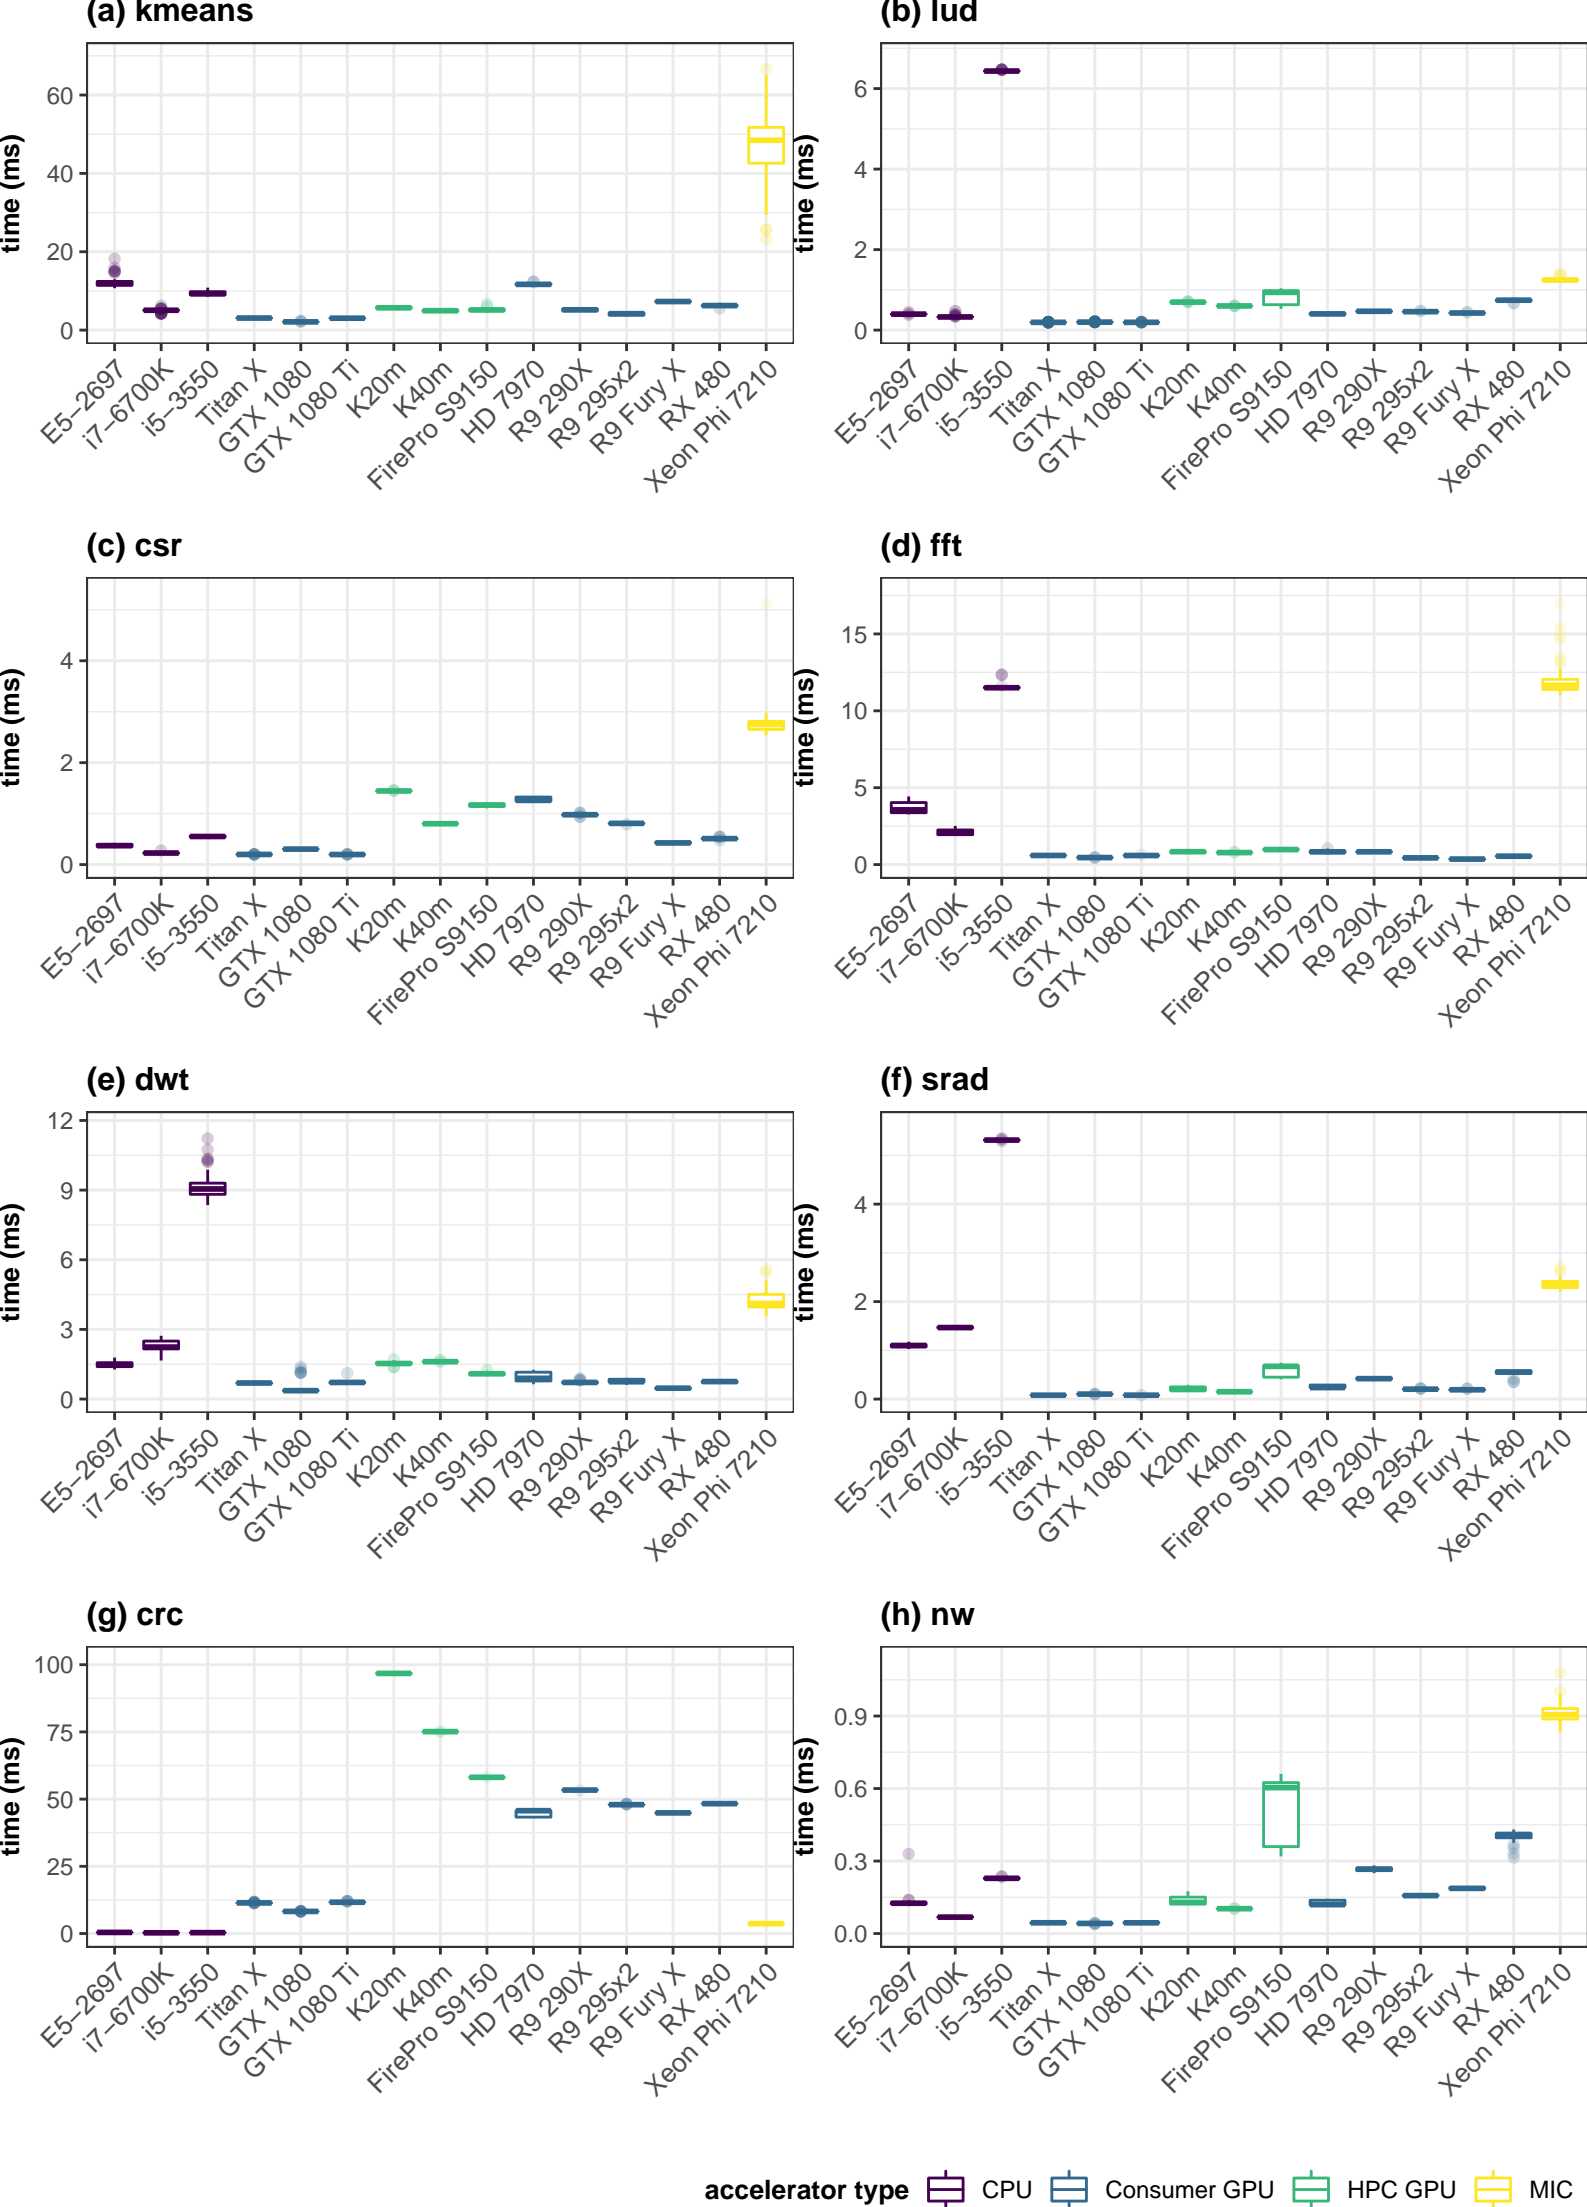 (a) kmeans
(b) lud
time (ms)
60
40
20
0
E5−2697
i7−6700K
i5−3550
Titan X
GTX 1080
GTX 1080 Ti
K20m
K40m
FirePro S9150
HD 7970
R9 290X
R9 295x2
R9 Fury X
RX 480
Xeon Phi 7210
time (ms)
6
4
2
0
E5−2697
i7−6700K
i5−3550
Titan X
GTX 1080
GTX 1080 Ti
K20m
K40m
FirePro S9150
HD 7970
R9 290X
R9 295x2
R9 Fury X
RX 480
Xeon Phi 7210
(c) csr
(d) fft
time (ms)
4
2
0
E5−2697
i7−6700K
i5−3550
Titan X
GTX 1080
GTX 1080 Ti
K20m
K40m
FirePro S9150
HD 7970
R9 290X
R9 295x2
R9 Fury X
RX 480
Xeon Phi 7210
time (ms)
15
10
5
0
E5−2697
i7−6700K
i5−3550
Titan X
GTX 1080
GTX 1080 Ti
K20m
K40m
FirePro S9150
HD 7970
R9 290X
R9 295x2
R9 Fury X
RX 480
Xeon Phi 7210
(e) dwt
(f) srad
time (ms)
12
9
6
3
0
E5−2697
i7−6700K
i5−3550
Titan X
GTX 1080
GTX 1080 Ti
K20m
K40m
FirePro S9150
HD 7970
R9 290X
R9 295x2
R9 Fury X
RX 480
Xeon Phi 7210
time (ms)
4
2
0
E5−2697
i7−6700K
i5−3550
Titan X
GTX 1080
GTX 1080 Ti
K20m
K40m
FirePro S9150
HD 7970
R9 290X
R9 295x2
R9 Fury X
RX 480
Xeon Phi 7210
(g) crc
(h) nw
time (ms)
100
75
50
25
0
E5−2697
i7−6700K
i5−3550
Titan X
GTX 1080
GTX 1080 Ti
K20m
K40m
FirePro S9150
HD 7970
R9 290X
R9 295x2
R9 Fury X
RX 480
Xeon Phi 7210
time (ms)
0.9
0.6
0.3
0.0
E5−2697
i7−6700K
i5−3550
Titan X
GTX 1080
GTX 1080 Ti
K20m
K40m
FirePro S9150
HD 7970
R9 290X
R9 295x2
R9 Fury X
RX 480
Xeon Phi 7210
accelerator type CPU Consumer GPU HPC GPU MIC